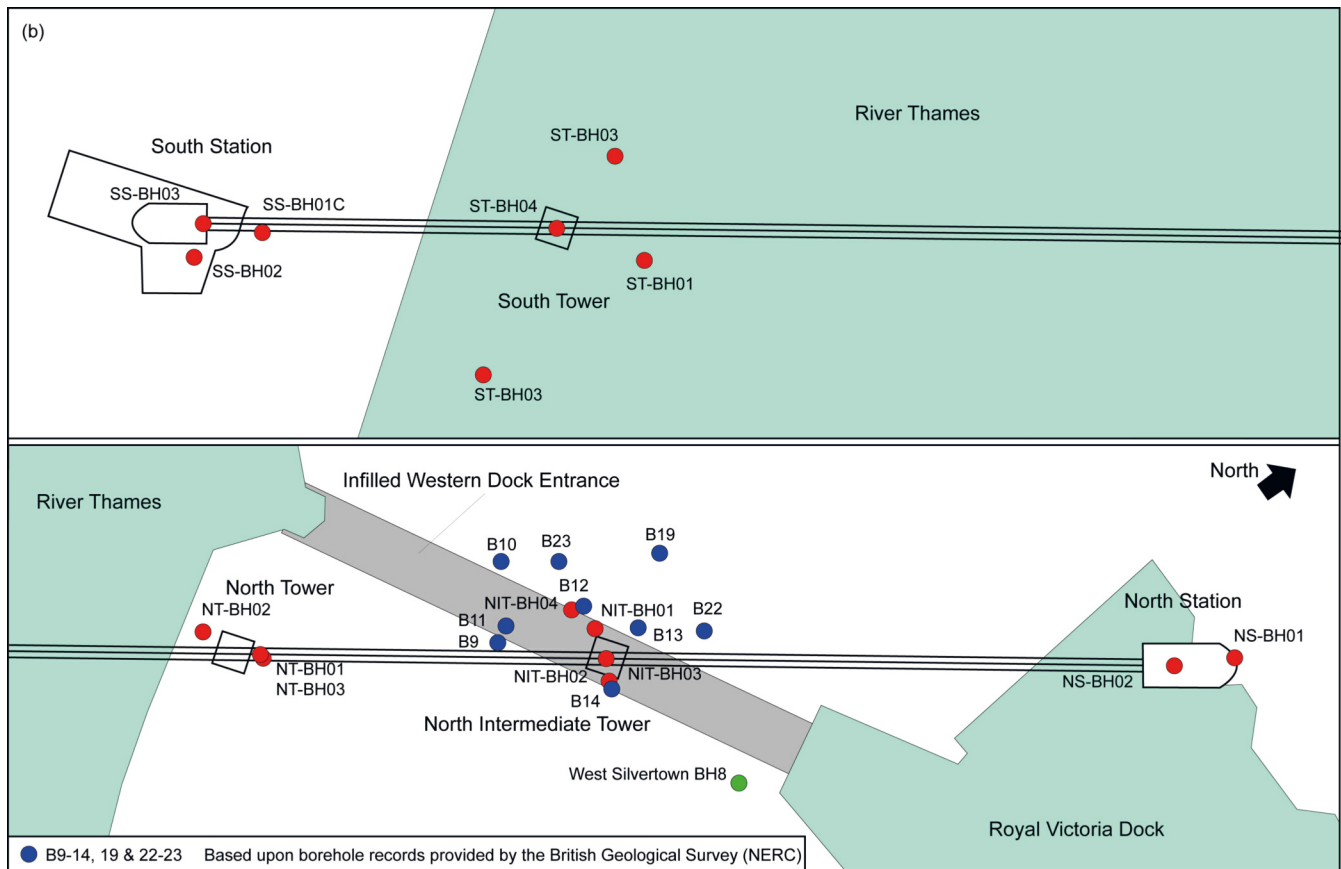 (b)
River Thames
South Station
ST-BH03
SS-BH03
SS-BH01C
ST-BH04
SS-BH02
ST-BH01
South Tower
ST-BH03
Infilled Western Dock Entrance
North
River Thames
B10
B23
B19
B12
North Tower
NIT-BH04
NIT-BH01
B22
North Station
NT-BH02
B11
B13
NS-BH01
B9
NT-BH01
NT-BH03
NIT-BH02
NIT-BH03
NS-BH02
B14
North Intermediate Tower
West Silvertown BH8
Royal Victoria Dock
B9-14, 19 & 22-23 Based upon borehole records provided by the British Geological Survey (NERC)